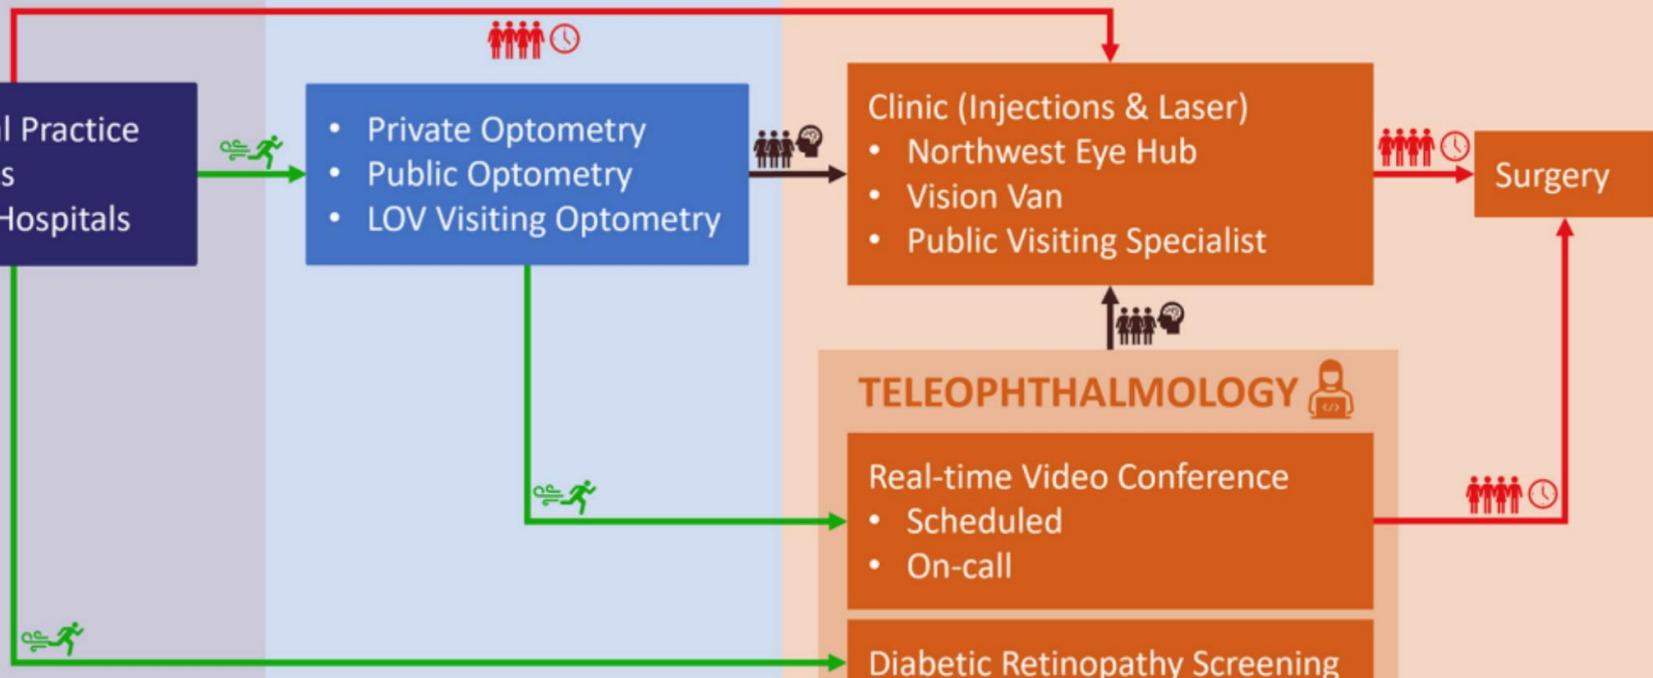 Practice
Hospitals
• Private Optometry
• Public Optometry
• LOV Visiting Optometry
Clinic (Injections & Laser)
• Northwest Eye Hub
• Vision Van
• Public Visiting Specialist
Surgery
TELEOPHTHALMOLOGY
</>
Real-time Video Conference
• Scheduled
• On-call
Diabetic Retinopathy Screening